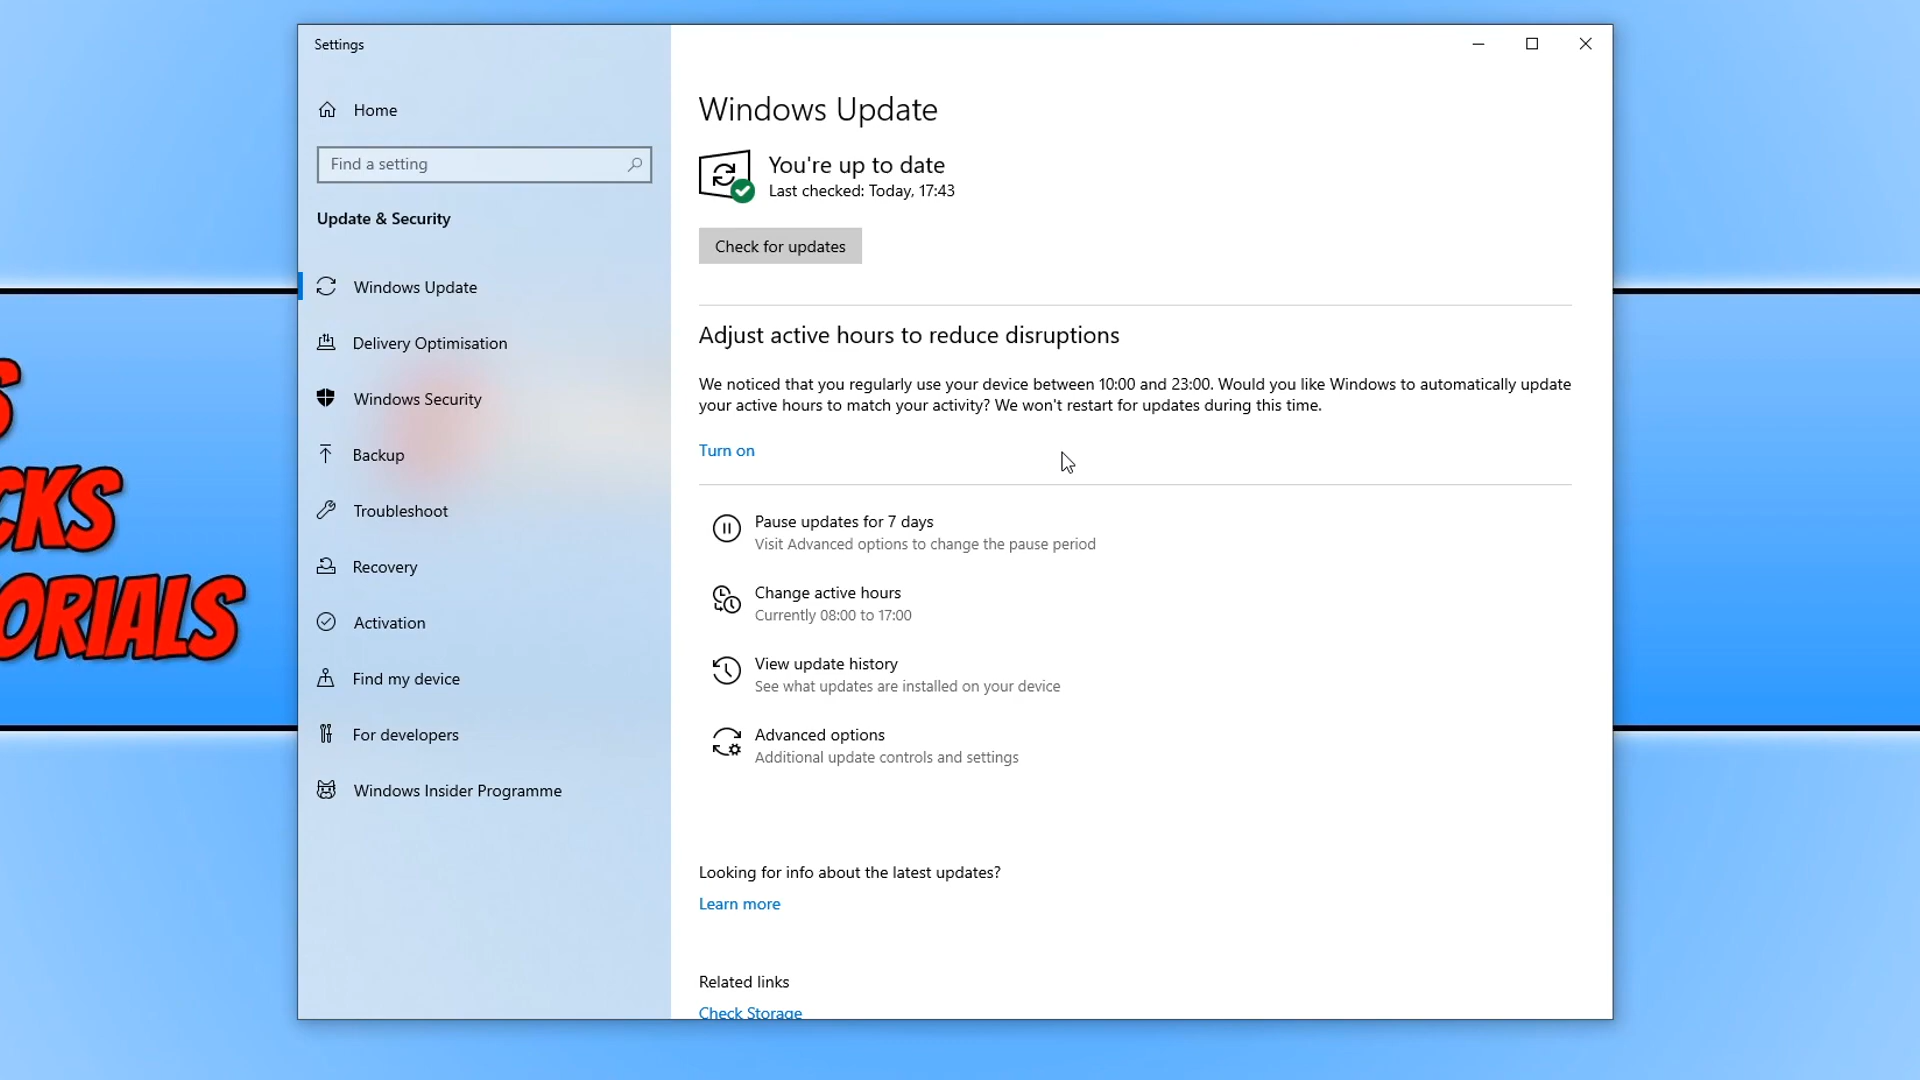 Settings
Home
Find a setting
Update & Security
Windows Update
Delivery Optimisation
Windows Security
Backup
Troubleshoot
Recovery
Activation
Find my device
For developers
Windows Insider Programme
Windows Update
You're up to date
Last checked: Today, 17:43
Check for updates
Adjust active hours to reduce disruptions
We noticed that you regularly use your device between 10:00 and 23:00. Would you like Windows to automatically update
your active hours to match your activity? We won't restart for updates during this time.
Turn on
Pause updates for 7 days
Visit Advanced options to change the pause period
Change active hours
Currently 08:00 to 17:00
View update history
See what updates are installed on your device
Advanced options
Additional update controls and settings
Looking for info about the latest updates?
Learn more
Related links
Check Storage